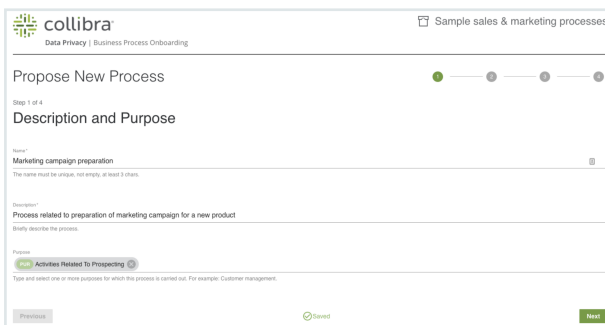 collibra
Sample sales & marketing processes
Data Privacy | Business Process Onboarding
Propose New Process
1 2 3 4
Step 1 of 4
Description and Purpose
Name*
Marketing campaign preparation
The name must be unique, not empty, at least 3 chars.
Description*
Process related to preparation of marketing campaign for a new product
Briefly describe the process.
Purpose
PUR Activities Related To Prospecting
Type and select one or more purposes for which this process is carried out. For example: Customer management.
Previous Saved Next